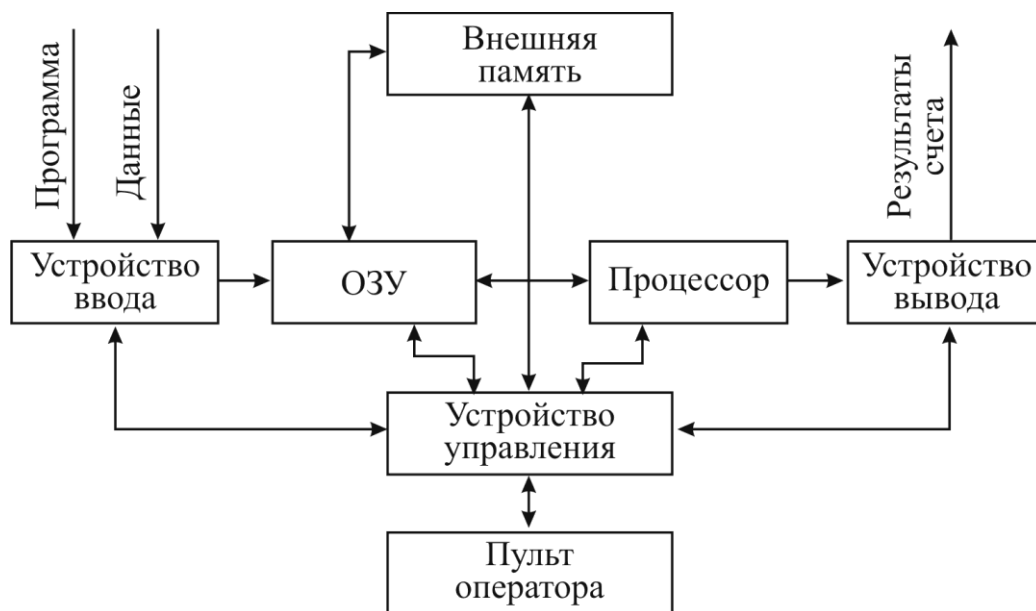 Внешняя
память
Программа
Данные
Результаты
счета
Устройство
ввода
ОЗУ
Процессор
Устройство
вывода
Устройство
управления
Пульт
оператора